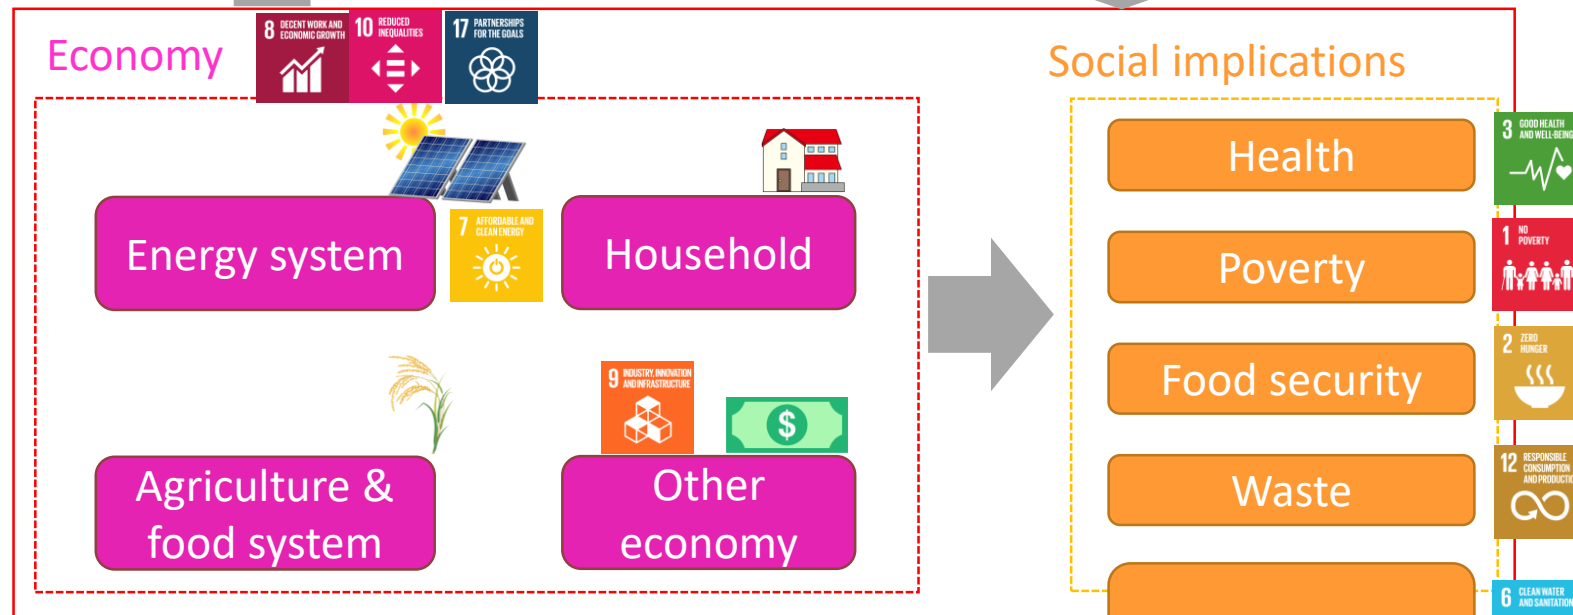 Economy
8 DECENT WORK AND
ECONOMIC GROWTH
10 REDUCED
INEQUALITIES
17 PARTNERSHIPS
FOR THE GOALS
Energy system
7 AFFORDABLE AND
CLEAN ENERGY
Household
Agriculture &
food system
9 INDUSTRY, INNOVATION
AND INFRASTRUCTURE
$
Other
economy
Social implications
Health
3 GOOD HEALTH
AND WELL-BEING
Poverty
1 NO
POVERTY
Food security
2 ZERO
HUNGER
Waste
12 RESPONSIBLE
CONSUMPTION
AND PRODUCTIO
6 CLEAN WATER
AND SANITATION